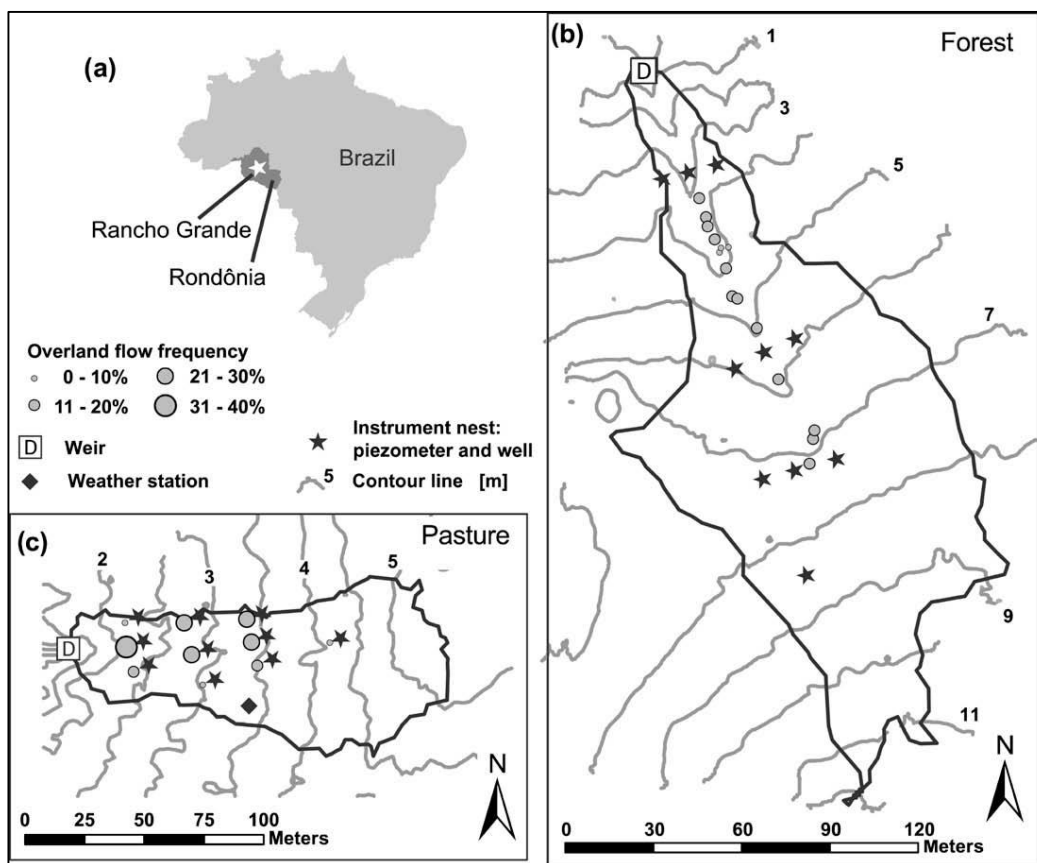 (a)
Brazil
Rancho Grande
Rondônia
Overland flow frequency
0 - 10%
21 - 30%
11 - 20%
31 - 40%
D
Weir
Instrument nest:
piezometer and well
Weather station
5
Contour line [m]
(b)
Forest
1
D
3
5
7
9
11
N
0 30 60 90 120
Meters
(c)
Pasture
2
3
4
5
D
N
0 25 50 75 100
Meters